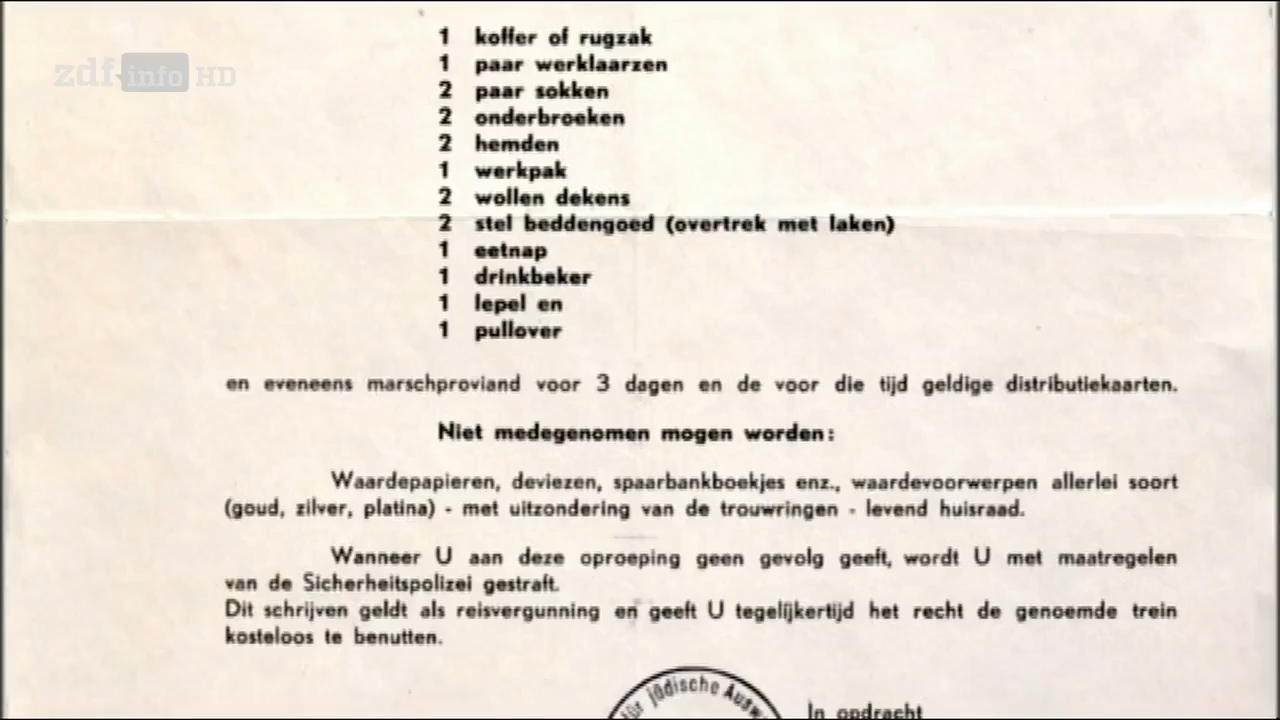 zdf info HD
1 koffer of rugzak
1 paar werklaarzen
2 paar sokken
2 onderbroeken
2 hemden
1 werkpak
2 wollen dekens
2 stel beddengoed (overtrek met laken)
1 eetnap
1 drinkbeker
1 lepel en
1 pullover
en eveneens marschproviand voor 3 dagen en de voor die tijd geldige distributiekaarten.
Niet medegenomen mogen worden:
Waardepapieren, deviezen, spaarbankboekjes enz., waardevoorwerpen allerlei soort
(goud, zilver, platina) - met uitzondering van de trouwringen - levend huisraad.
Wanneer U aan deze oproeping geen gevolg geeft, wordt U met maatregelen
van de Sicherheitspolizei gestraft.
Dit schrijven geldt als reisvergunning en geeft U tegelijkertijd het recht de genoemde trein
kosteloos te benutten.
für jüdische Ausw
In opdracht